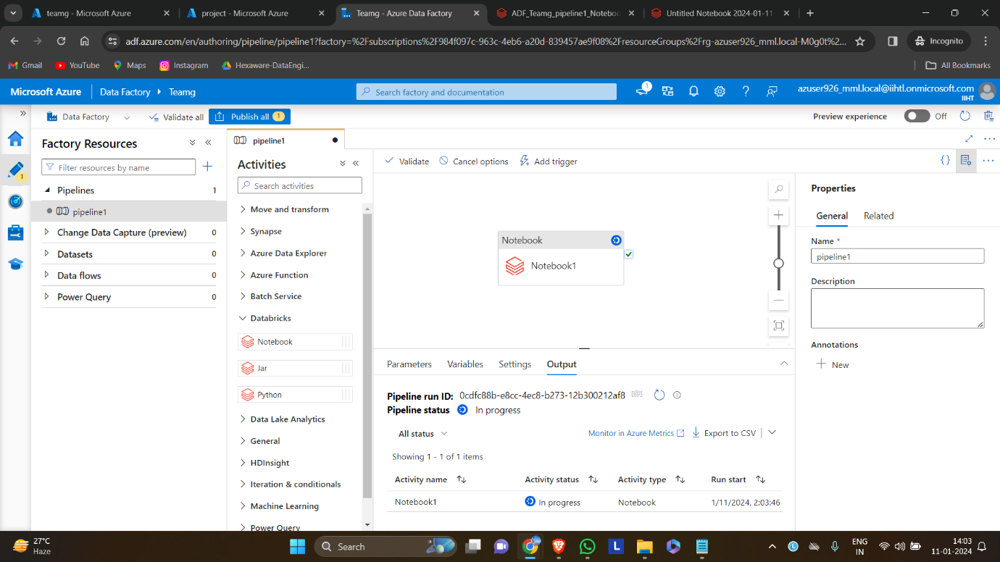 teamg - Microsoft Azure
project - Microsoft Azure
Teamg - Azure Data Factory
ADF_Teamg_pipeline1_Notebo
Untitled Notebook 2024-01-11
adf.azure.com/en/authoring/pipeline/pipeline1?factory=%2Fsubscriptions%2F984f097c-963c-4eb6-a20d-839457ae9f08%2FresourceGroups%2Frg-azuser926_mml.local-M0g0t%2...
Incognito
Gmail
YouTube
Maps
Instagram
Hexaware-DataEngi...
All Bookmarks
Microsoft Azure
Data Factory
Teamg
Search factory and documentation
1
azuser926_mml.local@iihtl.onmicrosoft.com
IIHT
Data Factory
Validate all
Publish all 1
Preview experience
Off
1
Factory Resources
Filter resources by name
Pipelines 1
pipeline1
Change Data Capture (preview) 0
Datasets 0
Data flows 0
Power Query 0
pipeline1
Activities
Search activities
Move and transform
Synapse
Azure Data Explorer
Azure Function
Batch Service
Databricks
Notebook
Jar
Python
Data Lake Analytics
General
HDInsight
Iteration & conditionals
Machine Learning
Power Query
Validate
Cancel options
Add trigger
Notebook
Notebook1
Parameters
Variables
Settings
Output
Pipeline run ID: 0cdfc88b-e8cc-4ec8-b273-12b300212af8
Pipeline status In progress
All status
Monitor in Azure Metrics
Export to CSV
Showing 1 - 1 of 1 items
Activity name Activity status Activity type Run start
Notebook1 In progress Notebook 1/11/2024, 2:03:46
Properties
General
Related
Name *
pipeline1
Description
Annotations
New
27°C
Haze
Search
ENG
IN
14:03
11-01-2024